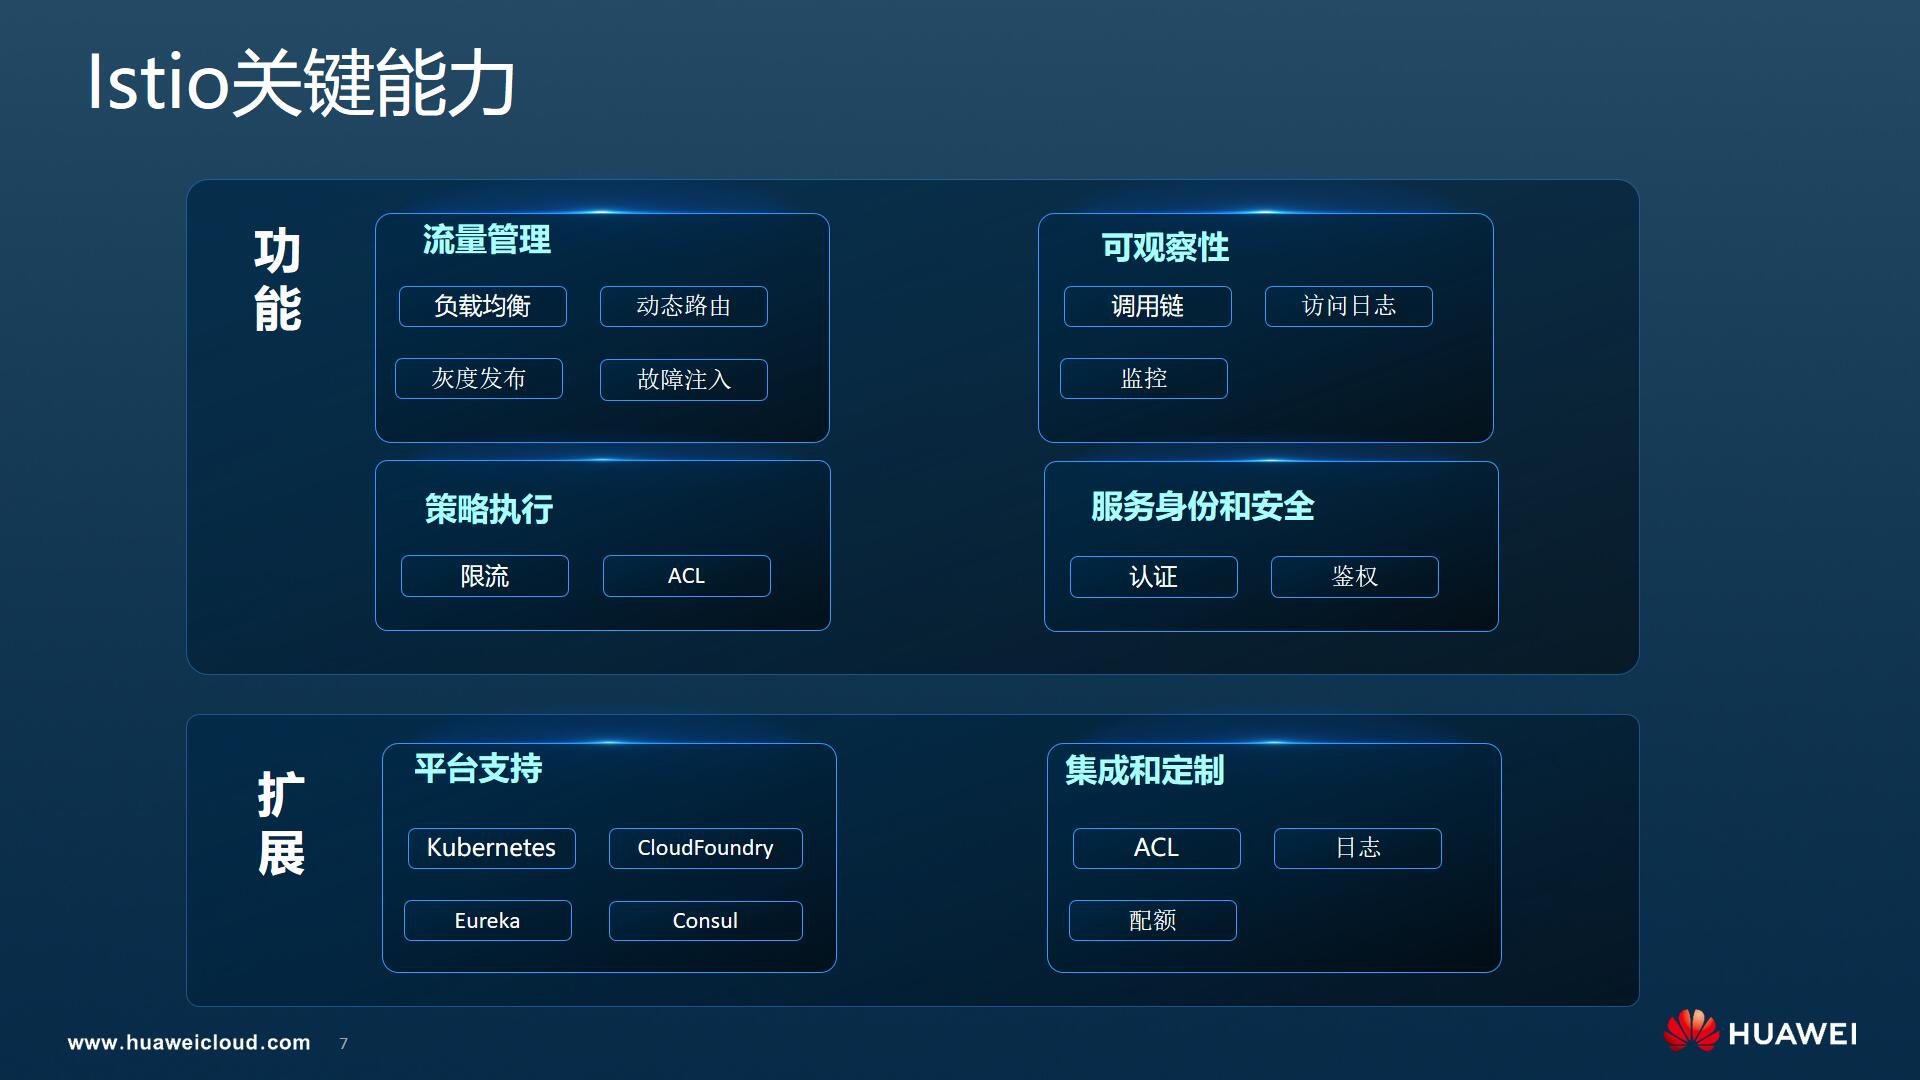 Istio关键能力
功能
流量管理
负载均衡
动态路由
灰度发布
故障注入
可观察性
调用链
访问日志
监控
策略执行
限流
ACL
服务身份和安全
认证
鉴权
扩展
平台支持
Kubernetes
CloudFoundry
Eureka
Consul
集成和定制
ACL
日志
配额
www.huaweicloud.com
7
HUAWEI